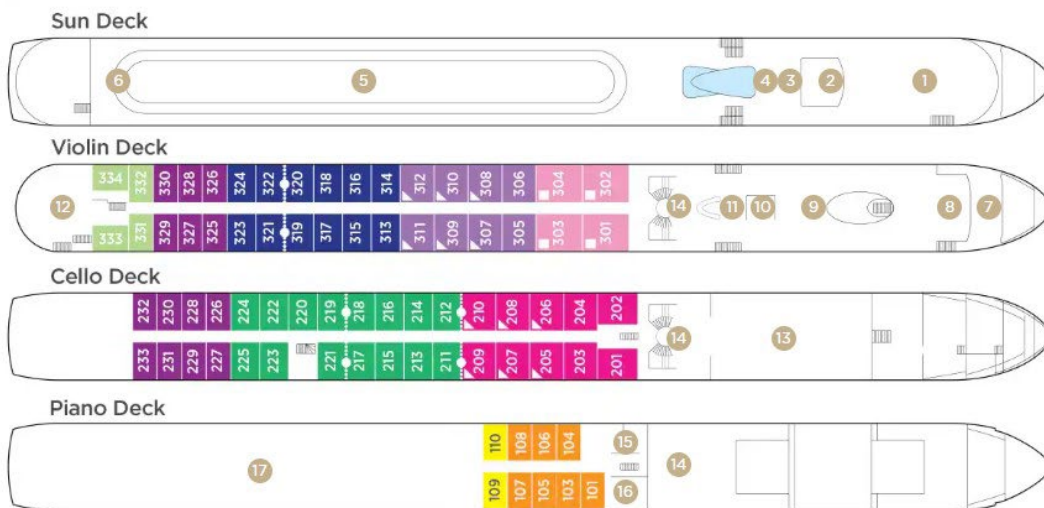 Sun Deck
6 5 4 3 2 1
Violin Deck
334 332 330 328 326 324 322 320 318 316 314 312 310 308 306 304 302
12 14 11 10 9 8 7
333 331 329 327 325 323 321 319 317 315 313 311 309 307 305 303 301
Cello Deck
232 230 228 226 224 222 220 219 218 216 214 212 210 208 206 204 202
14 13
233 231 229 227 225 223 221 217 215 213 211 209 207 205 203 201
Piano Deck
110 108 106 104 15
17 14
109 107 105 103 101 16